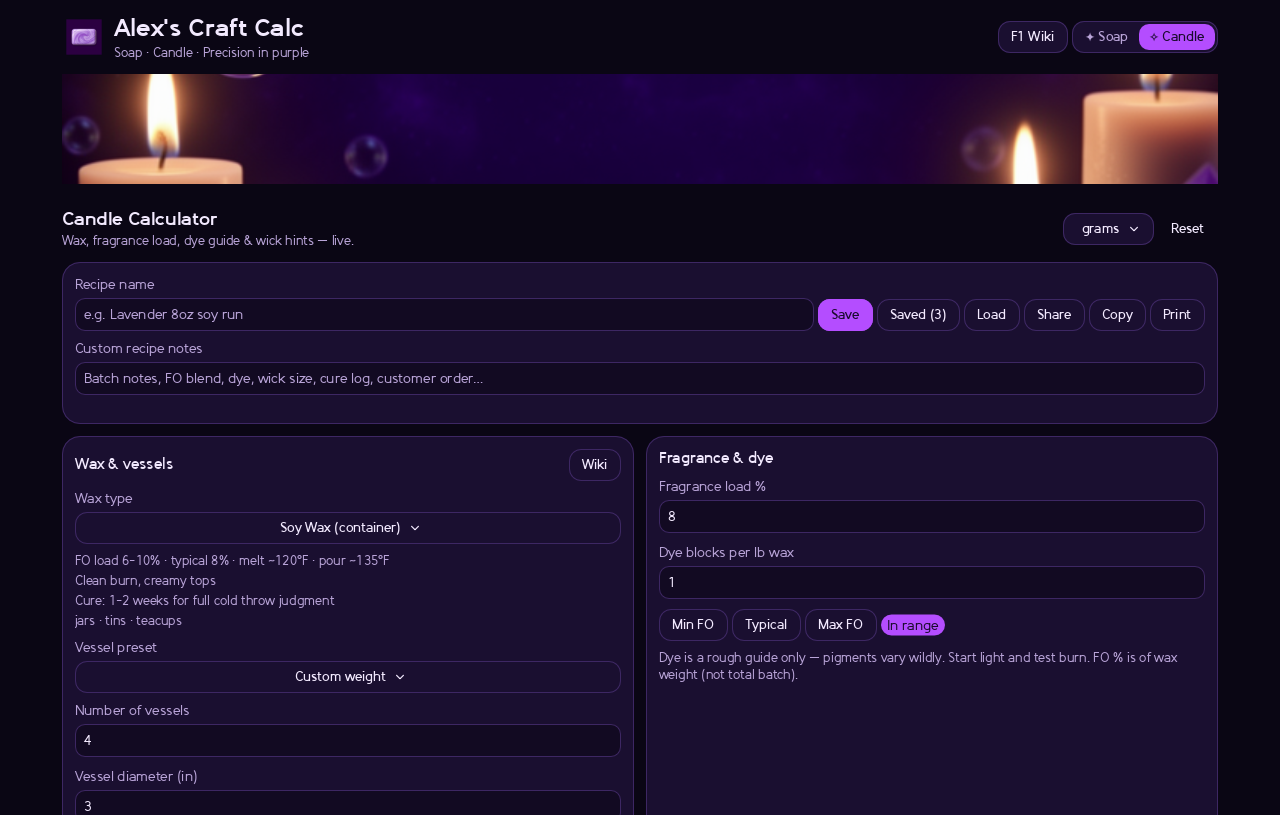 Alex's Craft Calc
Soap · Candle · Precision in purple
F1 Wiki
✦ Soap
✧ Candle
Candle Calculator
Wax, fragrance load, dye guide & wick hints — live.
grams
Reset
Recipe name
e.g. Lavender 8oz soy run
Save
Saved (3)
Load
Share
Copy
Print
Custom recipe notes
Batch notes, FO blend, dye, wick size, cure log, customer order...
Wax & vessels
Wiki
Wax type
Soy Wax (container)
FO load 6–10% · typical 8% · melt ~120°F · pour ~135°F
Clean burn, creamy tops
Cure: 1–2 weeks for full cold throw judgment
jars · tins · teacups
Vessel preset
Custom weight
Number of vessels
4
Vessel diameter (in)
3
Fragrance & dye
Fragrance load %
8
Dye blocks per lb wax
1
Min FO
Typical
Max FO
In range
Dye is a rough guide only — pigments vary wildly. Start light and test burn. FO % is of wax
weight (not total batch).